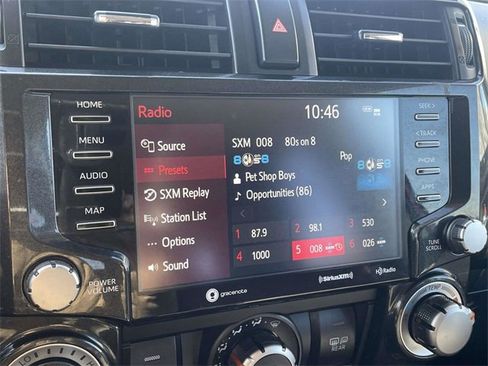 HOME
MENU
AUDIO
MAP
POWER
VOLUME
Radio
10:46
Source
Presets
SXM Replay
Station List
Options
Sound
SXM 008 80s on 8
Pop
Pet Shop Boys
Opportunities (86)
1 87.9
2 98.1
3 530
4 1000
5 008
6 026
gracenote
SiriusXM
HD Radio
SEEK >
< TRACK
PHONE
APPS
TUNE
SCROLL
TEMP
REAR